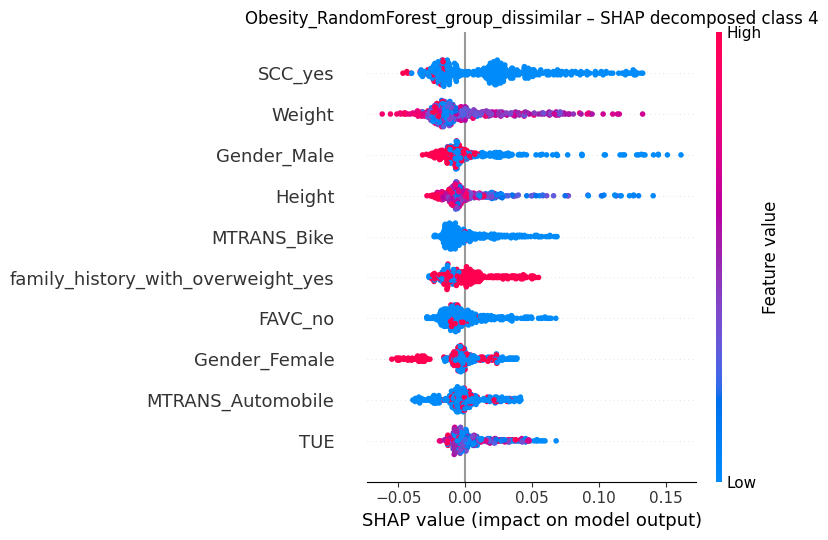 Obesity_RandomForest_group_dissimilar – SHAP decomposed class 4
High
SCC_yes
Weight
Gender_Male
Height
MTRANS_Bike
family_history_with_overweight_yes
FAVC_no
Gender_Female
MTRANS_Automobile
TUE
Feature value
Low
−0.05 0.00 0.05 0.10 0.15
SHAP value (impact on model output)